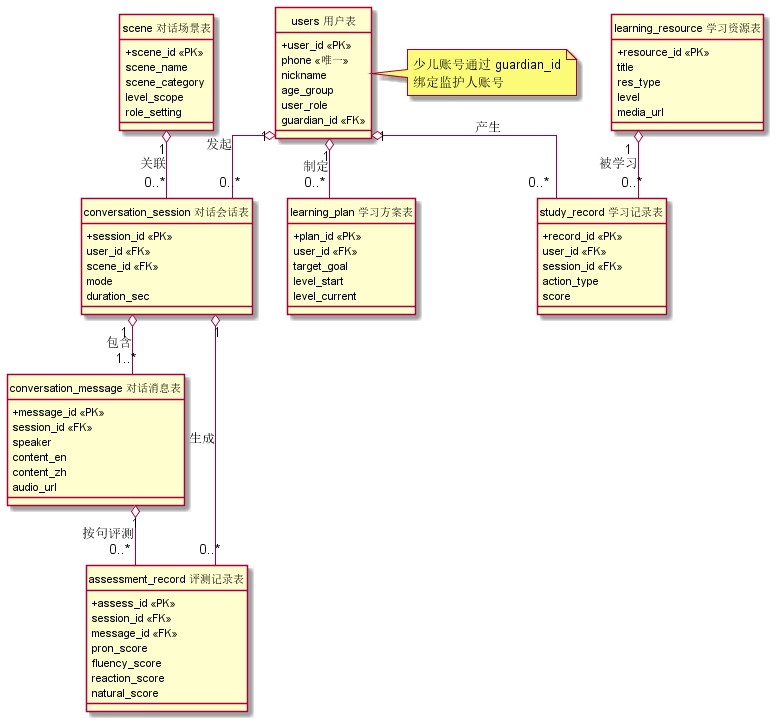 scene 对话场景表
+scene_id «PK»
scene_name
scene_category
level_scope
role_setting
users 用户表
+user_id «PK»
phone «唯一»
nickname
age_group
user_role
guardian_id «FK»
少儿账号通过 guardian_id
绑定监护人账号
learning_resource 学习资源表
+resource_id «PK»
title
res_type
level
media_url
1
关联
0..*
1
发起
0..*
1
制定
0..*
1
产生
0..*
1
被学习
0..*
conversation_session 对话会话表
+session_id «PK»
user_id «FK»
scene_id «FK»
mode
duration_sec
learning_plan 学习方案表
+plan_id «PK»
user_id «FK»
target_goal
level_start
level_current
study_record 学习记录表
+record_id «PK»
user_id «FK»
session_id «FK»
action_type
score
1
包含
1..*
1
生成
0..*
conversation_message 对话消息表
+message_id «PK»
session_id «FK»
speaker
content_en
content_zh
audio_url
按句评测
0..*
assessment_record 评测记录表
+assess_id «PK»
session_id «FK»
message_id «FK»
pron_score
fluency_score
reaction_score
natural_score